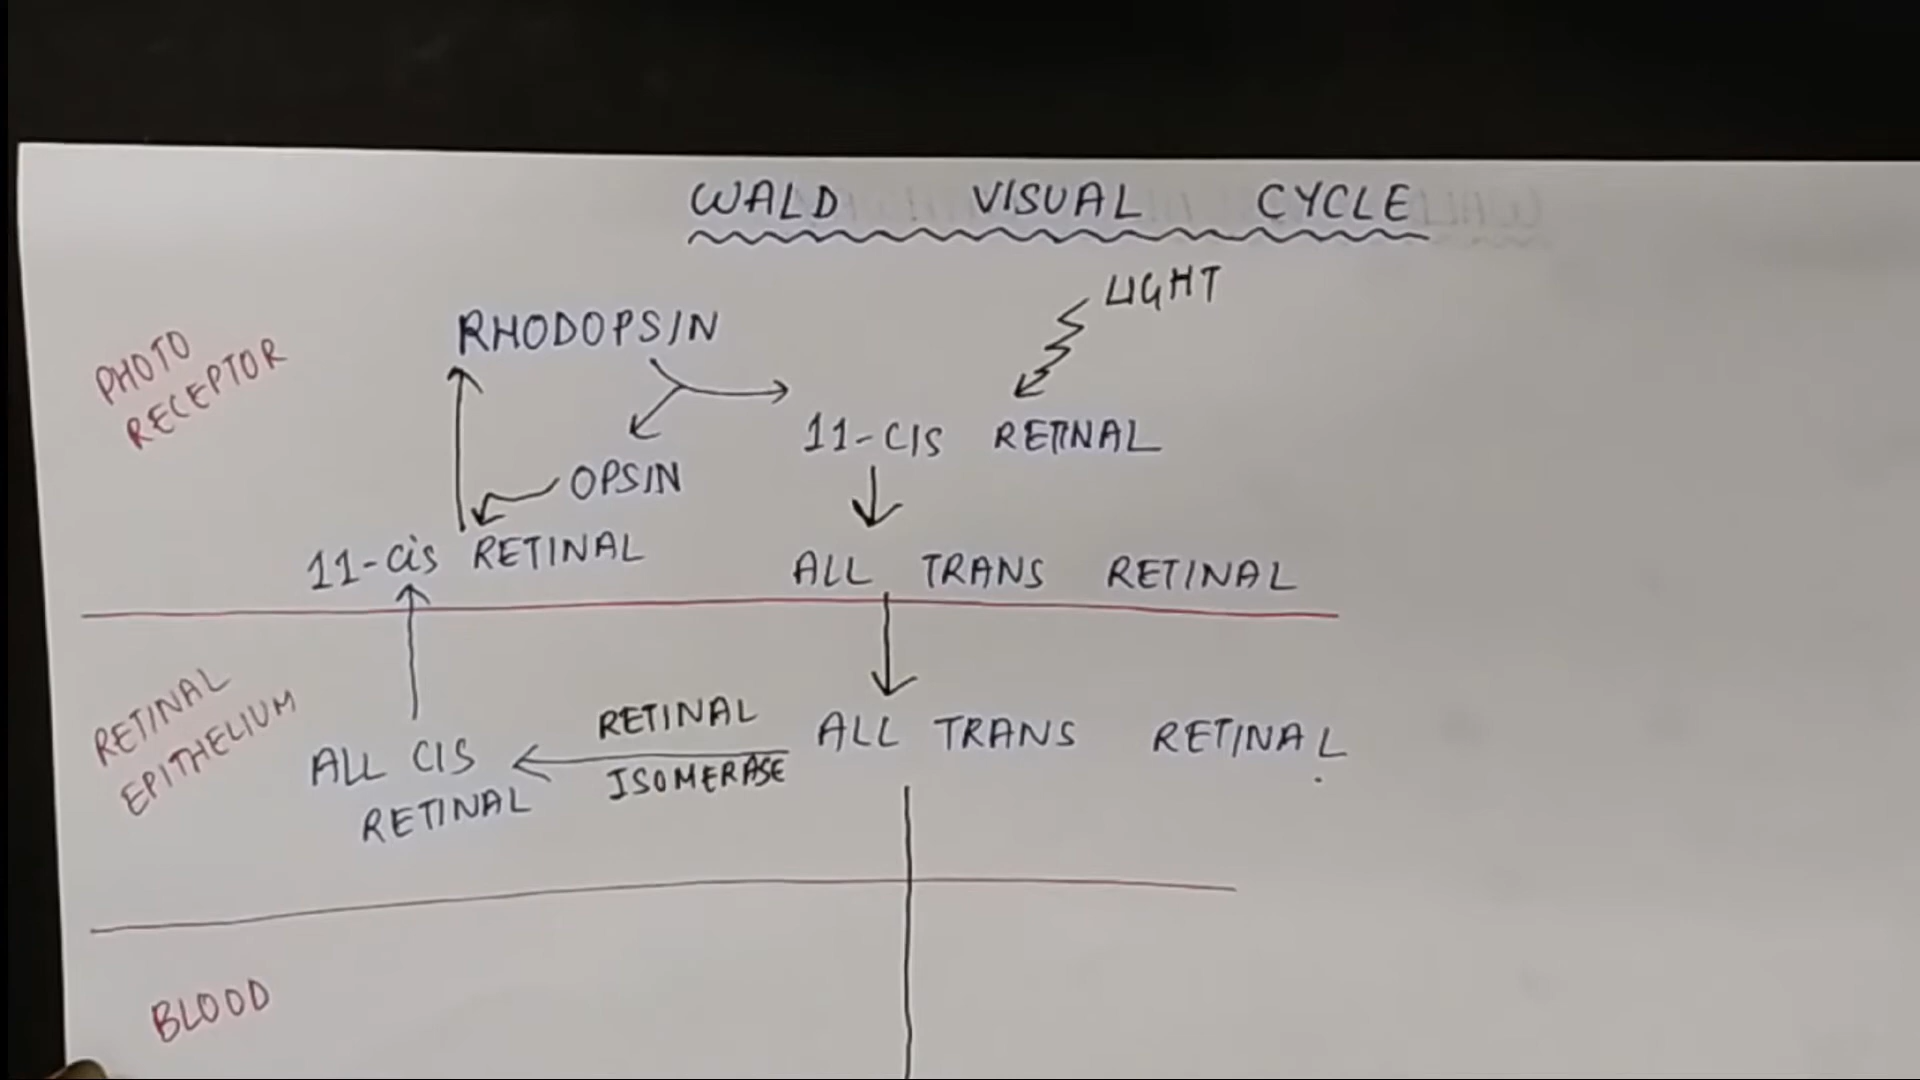 WALD VISUAL CYCLE
LIGHT
PHOTO
RECEPTOR
RHODOPSIN
11-CIS RETINAL
OPSIN
11-cis RETINAL
ALL TRANS RETINAL
RETINAL
EPITHELIUM
ALL CIS
RETINAL
RETINAL
ISOMERASE
ALL TRANS RETINAL
BLOOD